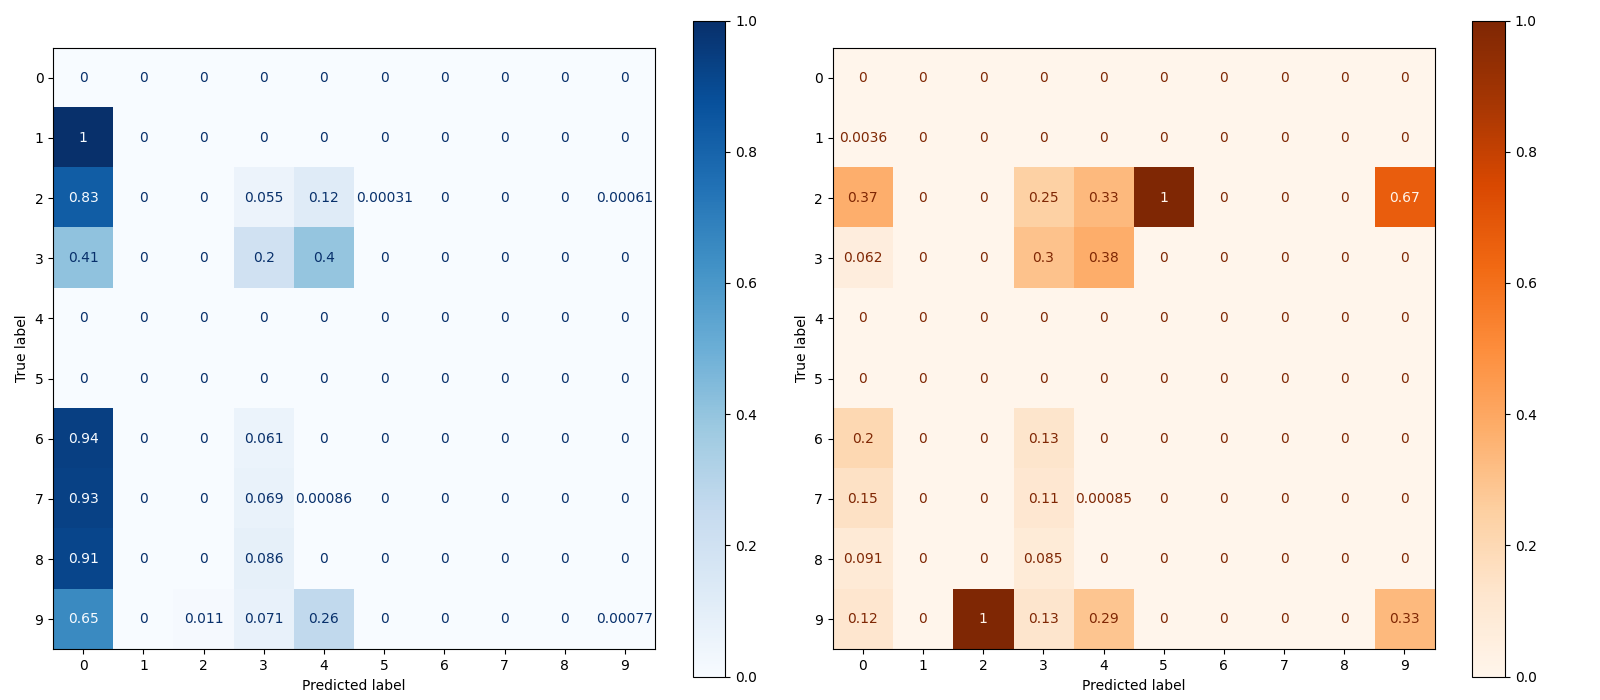 1.0 1.0
0 0 0 0 0 0 0 0 0 0 0 0 0 0 0 0 0 0 0 0 0 0
1 1 0 0 0 0 0 0 0 0 0 1 0.0036 0 0 0 0 0 0 0 0 0
0.8 0.8
2 0.83 0 0 0.055 0.12 0.00031 0 0 0 0.00061 2 0.37 0 0 0.25 0.33 1 0 0 0 0.67
3 0.41 0 0 0.2 0.4 0 0 0 0 0 3 0.062 0 0 0.3 0.38 0 0 0 0 0
0.6 0.6
4 0 0 0 0 0 0 0 0 0 0 4 0 0 0 0 0 0 0 0 0 0
True label True label
5 0 0 0 0 0 0 0 0 0 0 5 0 0 0 0 0 0 0 0 0 0
0.4 0.4
6 0.94 0 0 0.061 0 0 0 0 0 0 6 0.2 0 0 0.13 0 0 0 0 0 0
7 0.93 0 0 0.069 0.00086 0 0 0 0 0 7 0.15 0 0 0.11 0.00085 0 0 0 0 0
0.2 0.2
8 0.91 0 0 0.086 0 0 0 0 0 0 8 0.091 0 0 0.085 0 0 0 0 0 0
9 0.65 0 0.011 0.071 0.26 0 0 0 0 0.00077 9 0.12 0 1 0.13 0.29 0 0 0 0 0.33
0 1 2 3 4 5 6 7 8 9 0.0 0 1 2 3 4 5 6 7 8 9 0.0
Predicted label Predicted label